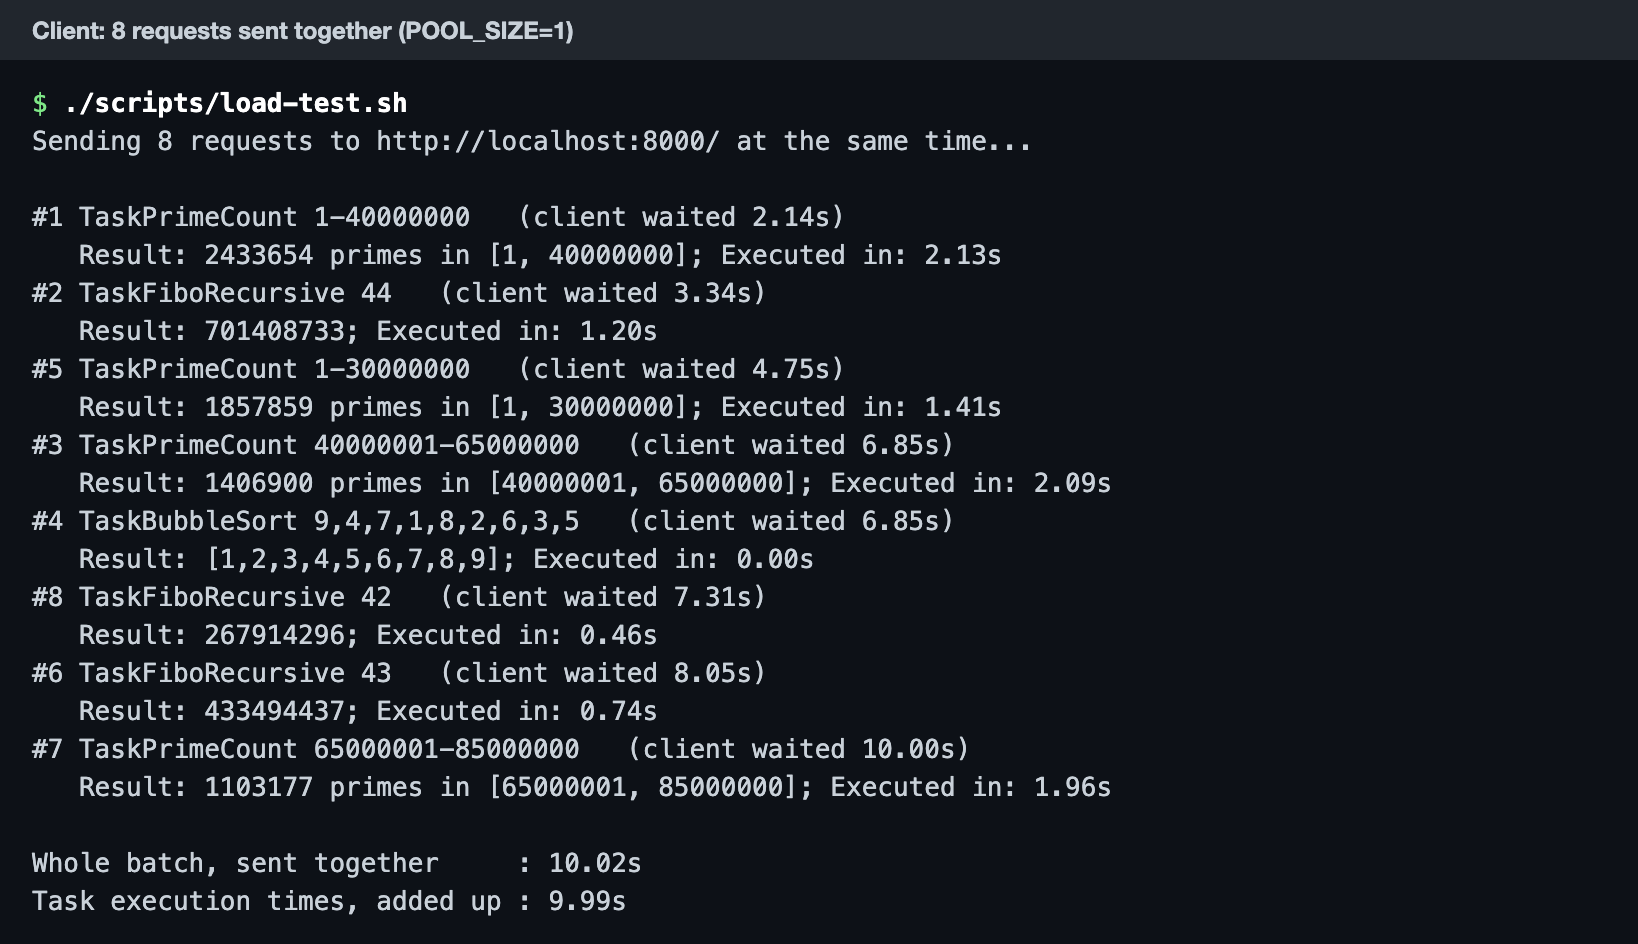 Client: 8 requests sent together (POOL_SIZE=1)
$ ./scripts/load-test.sh
Sending 8 requests to http://localhost:8000/ at the same time...
#1 TaskPrimeCount 1-40000000   (client waited 2.14s)
   Result: 2433654 primes in [1, 40000000]; Executed in: 2.13s
#2 TaskFiboRecursive 44   (client waited 3.34s)
   Result: 701408733; Executed in: 1.20s
#5 TaskPrimeCount 1-30000000   (client waited 4.75s)
   Result: 1857859 primes in [1, 30000000]; Executed in: 1.41s
#3 TaskPrimeCount 40000001-65000000   (client waited 6.85s)
   Result: 1406900 primes in [40000001, 65000000]; Executed in: 2.09s
#4 TaskBubbleSort 9,4,7,1,8,2,6,3,5   (client waited 6.85s)
   Result: [1,2,3,4,5,6,7,8,9]; Executed in: 0.00s
#8 TaskFiboRecursive 42   (client waited 7.31s)
   Result: 267914296; Executed in: 0.46s
#6 TaskFiboRecursive 43   (client waited 8.05s)
   Result: 433494437; Executed in: 0.74s
#7 TaskPrimeCount 65000001-85000000   (client waited 10.00s)
   Result: 1103177 primes in [65000001, 85000000]; Executed in: 1.96s
Whole batch, sent together     : 10.02s
Task execution times, added up : 9.99s